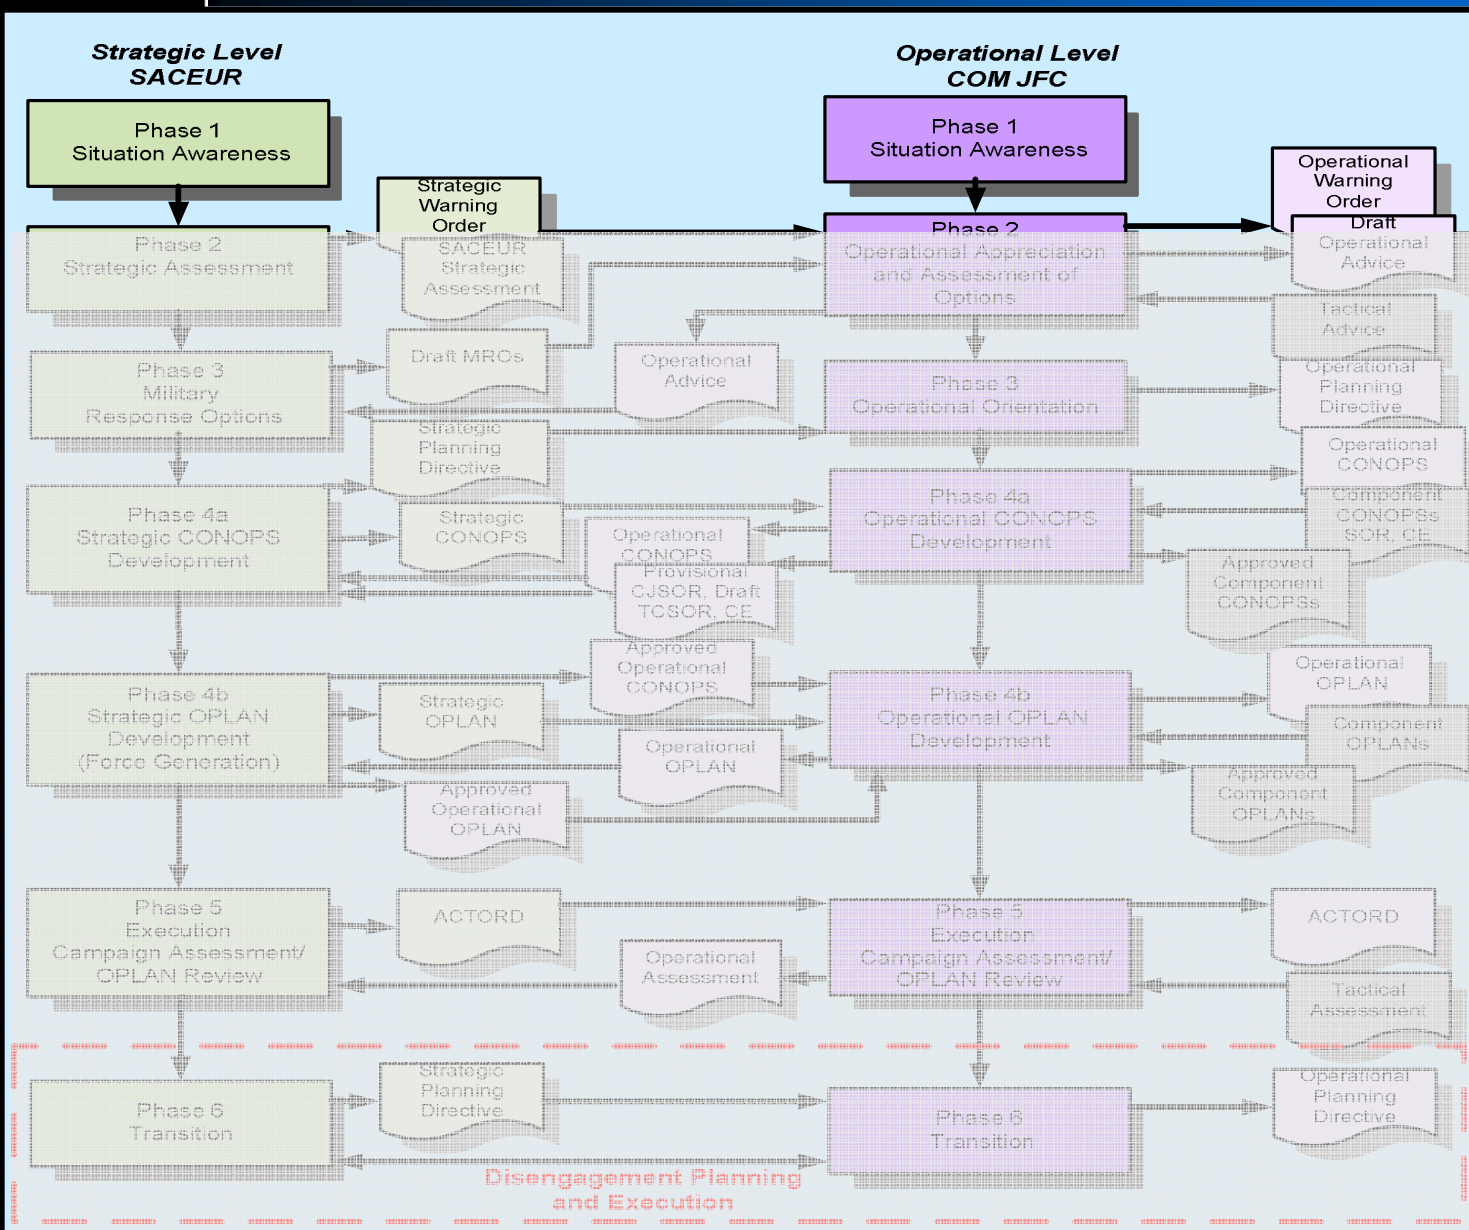 Strategic Level
SACEUR
Operational Level
COM JFC
Phase 1
Situation Awareness
Phase 1
Situation Awareness
Strategic
Warning
Order
Operational
Warning
Order
Phase 2
Strategic Assessment
SACEUR
Strategic
Assessment
Phase 2
Operational Appreciation
and Assessment of
Options
Draft
Operational
Advice
Tactical
Advice
Phase 3
Military
Response Options
Draft MROs
Operational
Advice
Phase 3
Operational Orientation
Operational
Planning
Directive
Strategic
Planning
Directive
Operational
CONOPS
Phase 4a
Strategic CONOPS
Development
Strategic
CONOPS
Operational
CONOPS
Provisional
CJSOR, Draft
TCSOR, CE
Phase 4a
Operational CONOPS
Development
Component
CONOPSs
SOR, CE
Approved
Component
CONOPSs
Approved
Operational
CONOPS
Phase 4b
Strategic OPLAN
Development
(Force Generation)
Strategic
OPLAN
Operational
OPLAN
Phase 4b
Operational OPLAN
Development
Operational
OPLAN
Component
OPLANs
Approved
Operational
OPLAN
Approved
Component
OPLANs
Phase 5
Execution
Campaign Assessment/
OPLAN Review
ACTORD
Operational
Assessment
Phase 5
Execution
Campaign Assessment/
OPLAN Review
ACTORD
Tactical
Assessment
Phase 6
Transition
Strategic
Planning
Directive
Phase 6
Transition
Operational
Planning
Directive
Disengagement Planning
and Execution